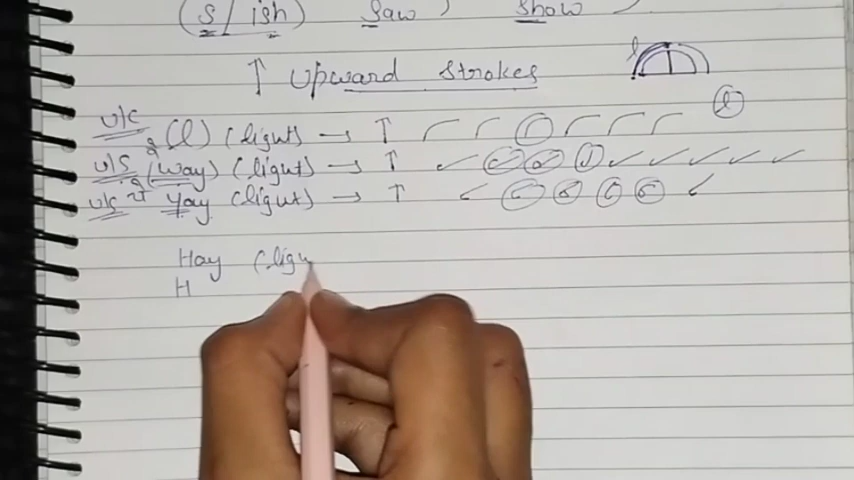 (S / ish) Saw Show
↑ Upward Strokes
l
U/C (l) (light) → ↑ l
U/S (way) (light) → ↑
U/C Yay (light) → ↑
Hay (ligh
H